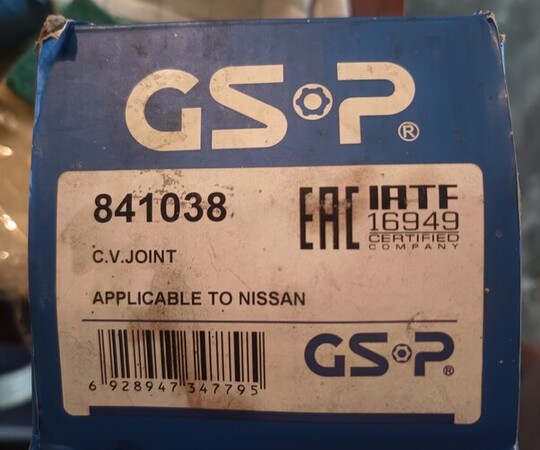 GSP®
841038
EAC
IATF
16949
CERTIFIED
COMPANY
C.V.JOINT
APPLICABLE TO NISSAN
6 928947 347795
GSP®